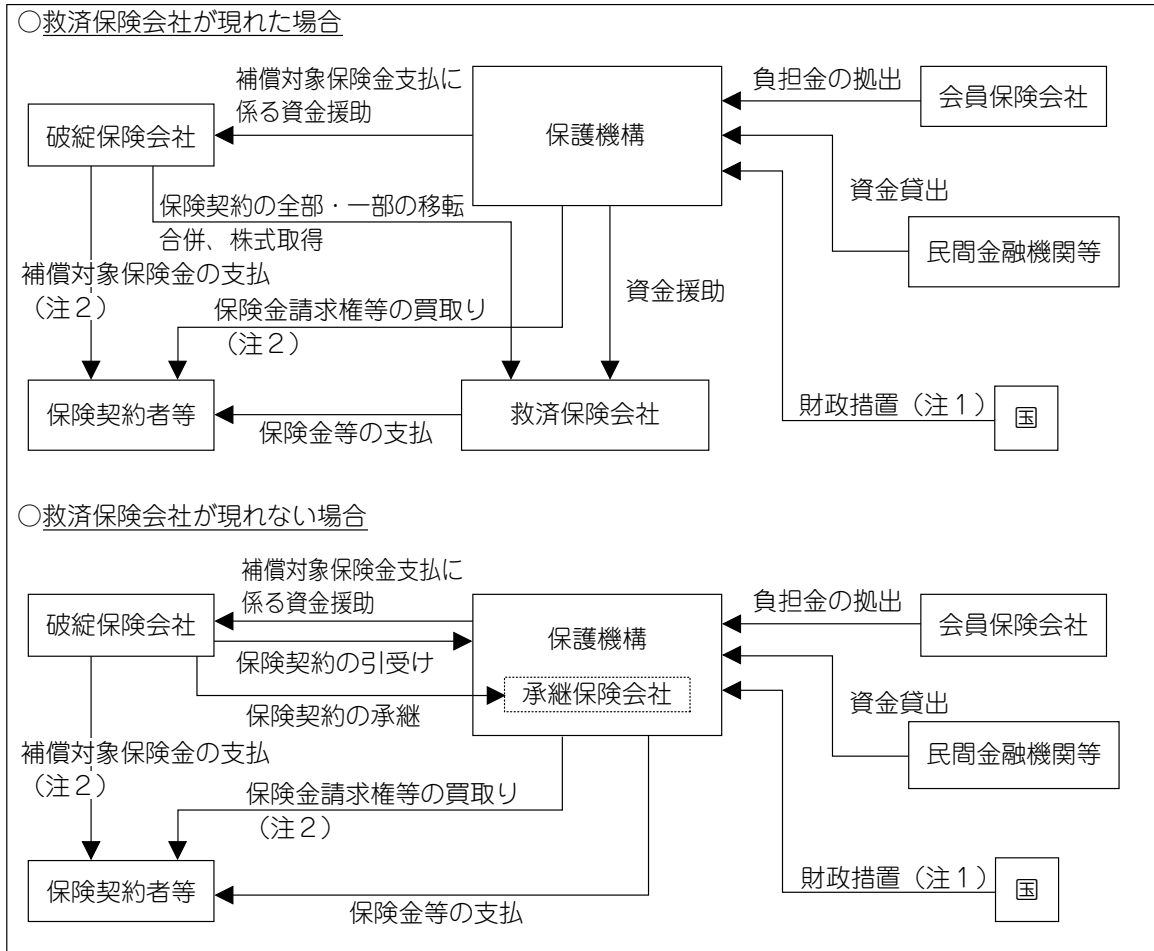 ○救済保険会社が現れた場合
補償対象保険金支払に
係る資金援助
破綻保険会社
保護機構
負担金の拠出
会員保険会社
資金貸出
民間金融機関等
保険契約の全部・一部の移転
合併、株式取得
補償対象保険金の支払
（注２）
保険金請求権等の買取り
（注２）
資金援助
保険契約者等
保険金等の支払
救済保険会社
財政措置（注１）
国
○救済保険会社が現れない場合
補償対象保険金支払に
係る資金援助
破綻保険会社
保険契約の引受け
保険契約の承継
保護機構
承継保険会社
負担金の拠出
会員保険会社
資金貸出
民間金融機関等
補償対象保険金の支払
（注２）
保険金請求権等の買取り
（注２）
保険契約者等
保険金等の支払
財政措置（注１）
国